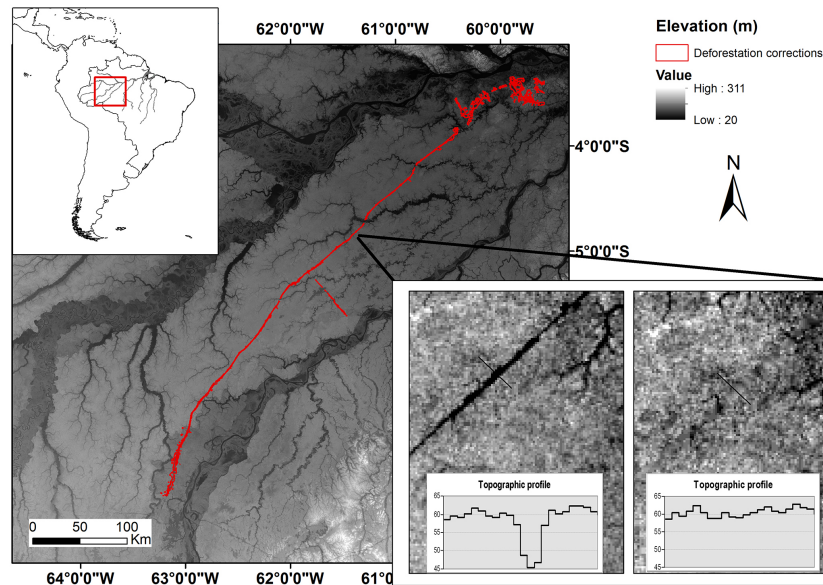 62°0'0"W 61°0'0"W 60°0'0"W
Elevation (m)
Deforestation corrections
Value
High : 311
Low : 20
N
4°0'0"S
5°0'0"S
Topographic profile
65
60
55
50
45
Topographic profile
65
60
55
50
45
0 50 100
Km
64°0'0"W 63°0'0"W 62°0'0"W 61°0